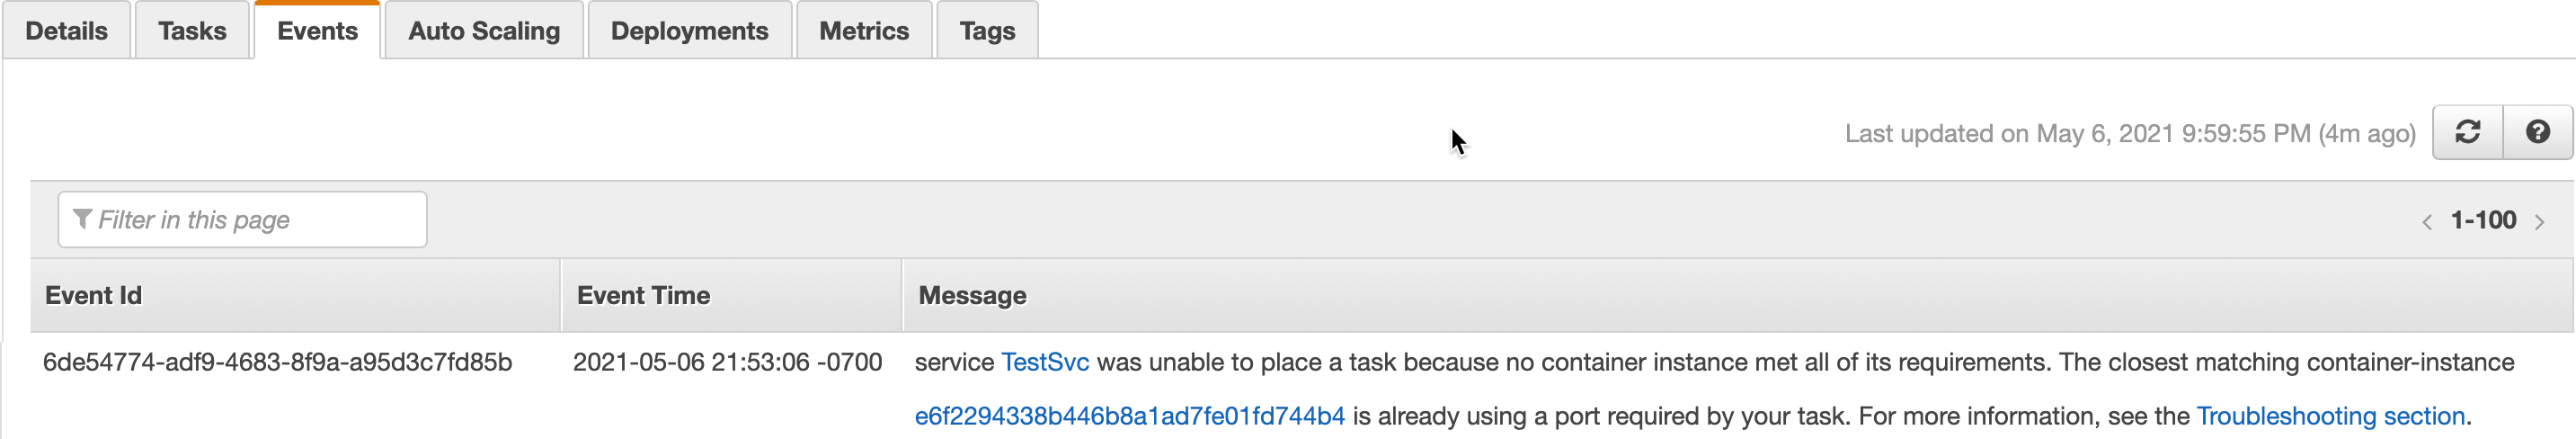 Details Tasks Events Auto Scaling Deployments Metrics Tags
Last updated on May 6, 2021 9:59:55 PM (4m ago)
Filter in this page 1-100
Event Id Event Time Message
6de54774-adf9-4683-8f9a-a95d3c7fd85b 2021-05-06 21:53:06 -0700 service TestSvc was unable to place a task because no container instance met all of its requirements. The closest matching container-instance
e6f2294338b446b8a1ad7fe01fd744b4 is already using a port required by your task. For more information, see the Troubleshooting section.